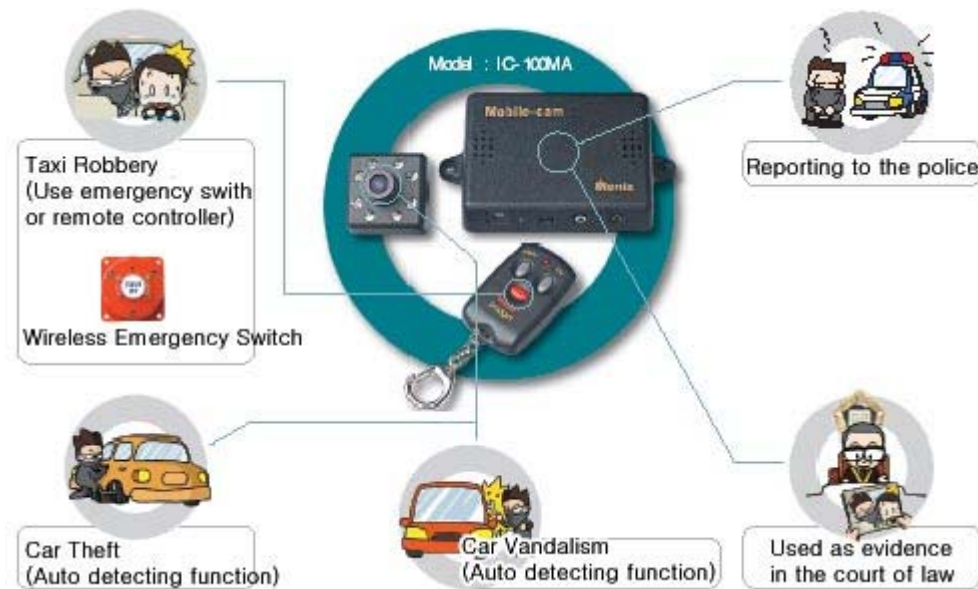 Model : IC-100MA
Mobile-cam
Taxi Robbery
(Use emergency swith
or remote controller)
Wireless Emergency Switch
Reporting to the police
Car Theft
(Auto detecting function)
Car Vandalism
(Auto detecting function)
Used as evidence
in the court of law